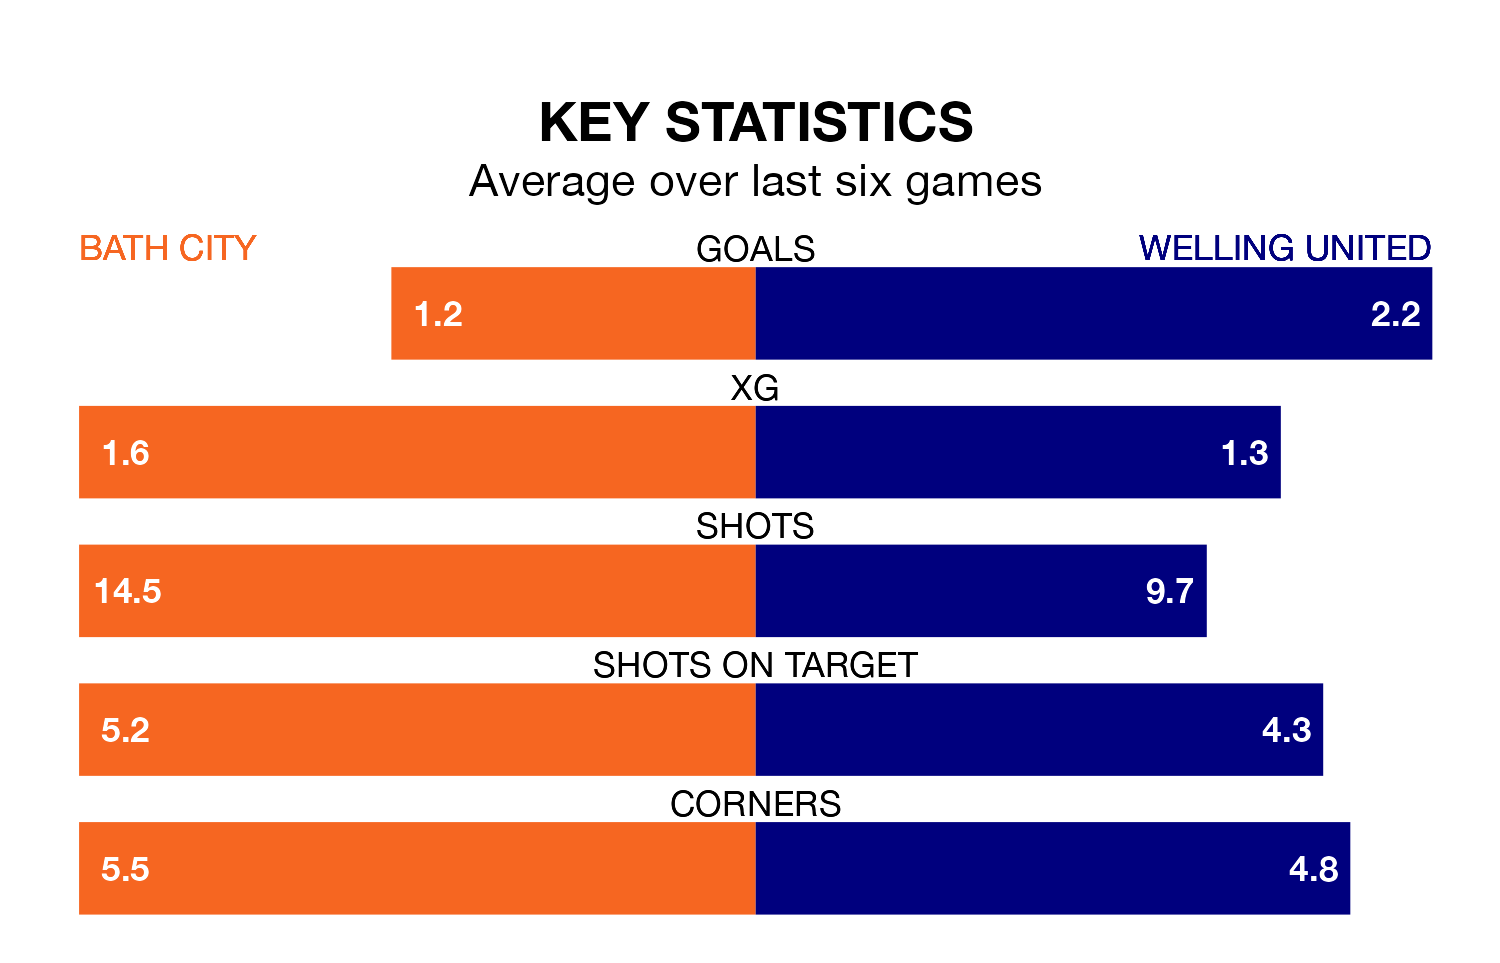 KEY STATISTICS
Average over last six games
BATH CITY GOALS WELLING UNITED
1.2 2.2
XG
1.6 1.3
SHOTS
14.5 9.7
SHOTS ON TARGET
5.2 4.3
CORNERS
5.5 4.8